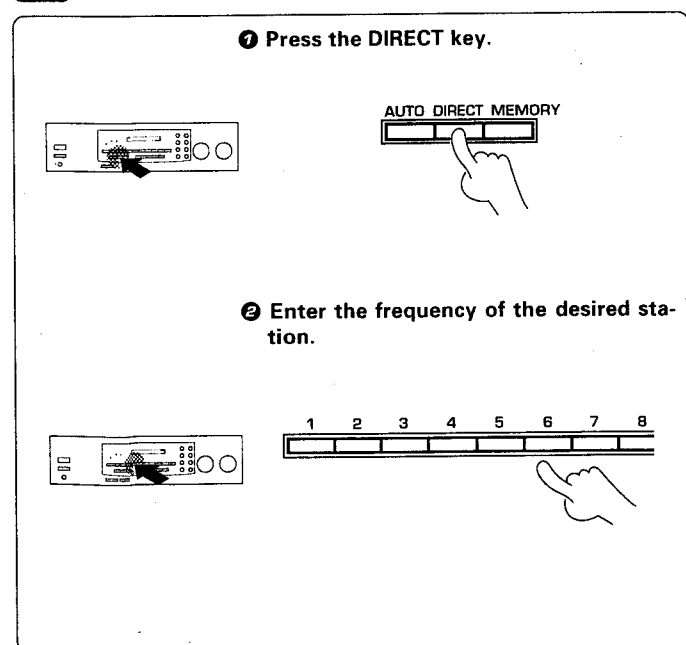 ❶ Press the DIRECT key.
AUTO DIRECT MEMORY
❷ Enter the frequency of the desired sta-
tion.
1 2 3 4 5 6 7 8